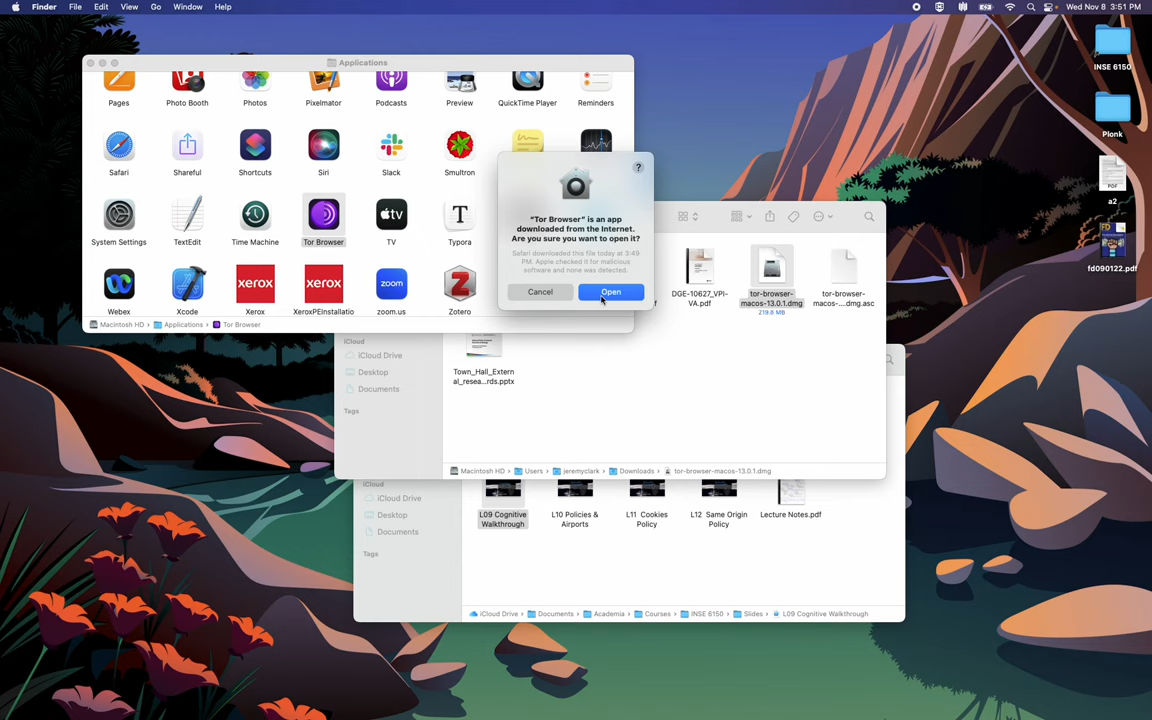 Finder File Edit View Go Window Help
Wed Nov 8 3:51 PM
Applications
Pages Photo Booth Photos Pixelmator Podcasts Preview QuickTime Player Reminders
Safari Shareful Shortcuts Siri Slack Smultron
System Settings TextEdit Time Machine Tor Browser TV Typora
tv
T
xerox xerox zoom Z
Webex Xcode Xerox XeroxPEInstallatio zoom.us Zotero
Macintosh HD › Applications › Tor Browser
?
“Tor Browser” is an app
downloaded from the Internet.
Are you sure you want to open it?
Safari downloaded this file today at 3:49
PM. Apple checked it for malicious
software and none was detected.
Cancel Open
DGE-10627_VPI-
VA.pdf
tor-browser-
macos-13.0.1.dmg
219.8 MB
tor-browser-
macos-....dmg.asc
f
iCloud
iCloud Drive
Desktop
Documents
Tags
Town_Hall_Extern
al_resea...rds.pptx
Macintosh HD › Users › jeremyclark › Downloads › tor-browser-macos-13.0.1.dmg
iCloud
iCloud Drive
Desktop
Documents
Tags
L09 Cognitive
Walkthrough
L10 Policies &
Airports
L11 Cookies
Policy
L12 Same Origin
Policy
Lecture Notes.pdf
iCloud Drive › Documents › Academia › Courses › INSE 6150 › Slides › L09 Cognitive Walkthrough
INSE 6150
Plonk
PDF
a2
FD
fd090122.pdf